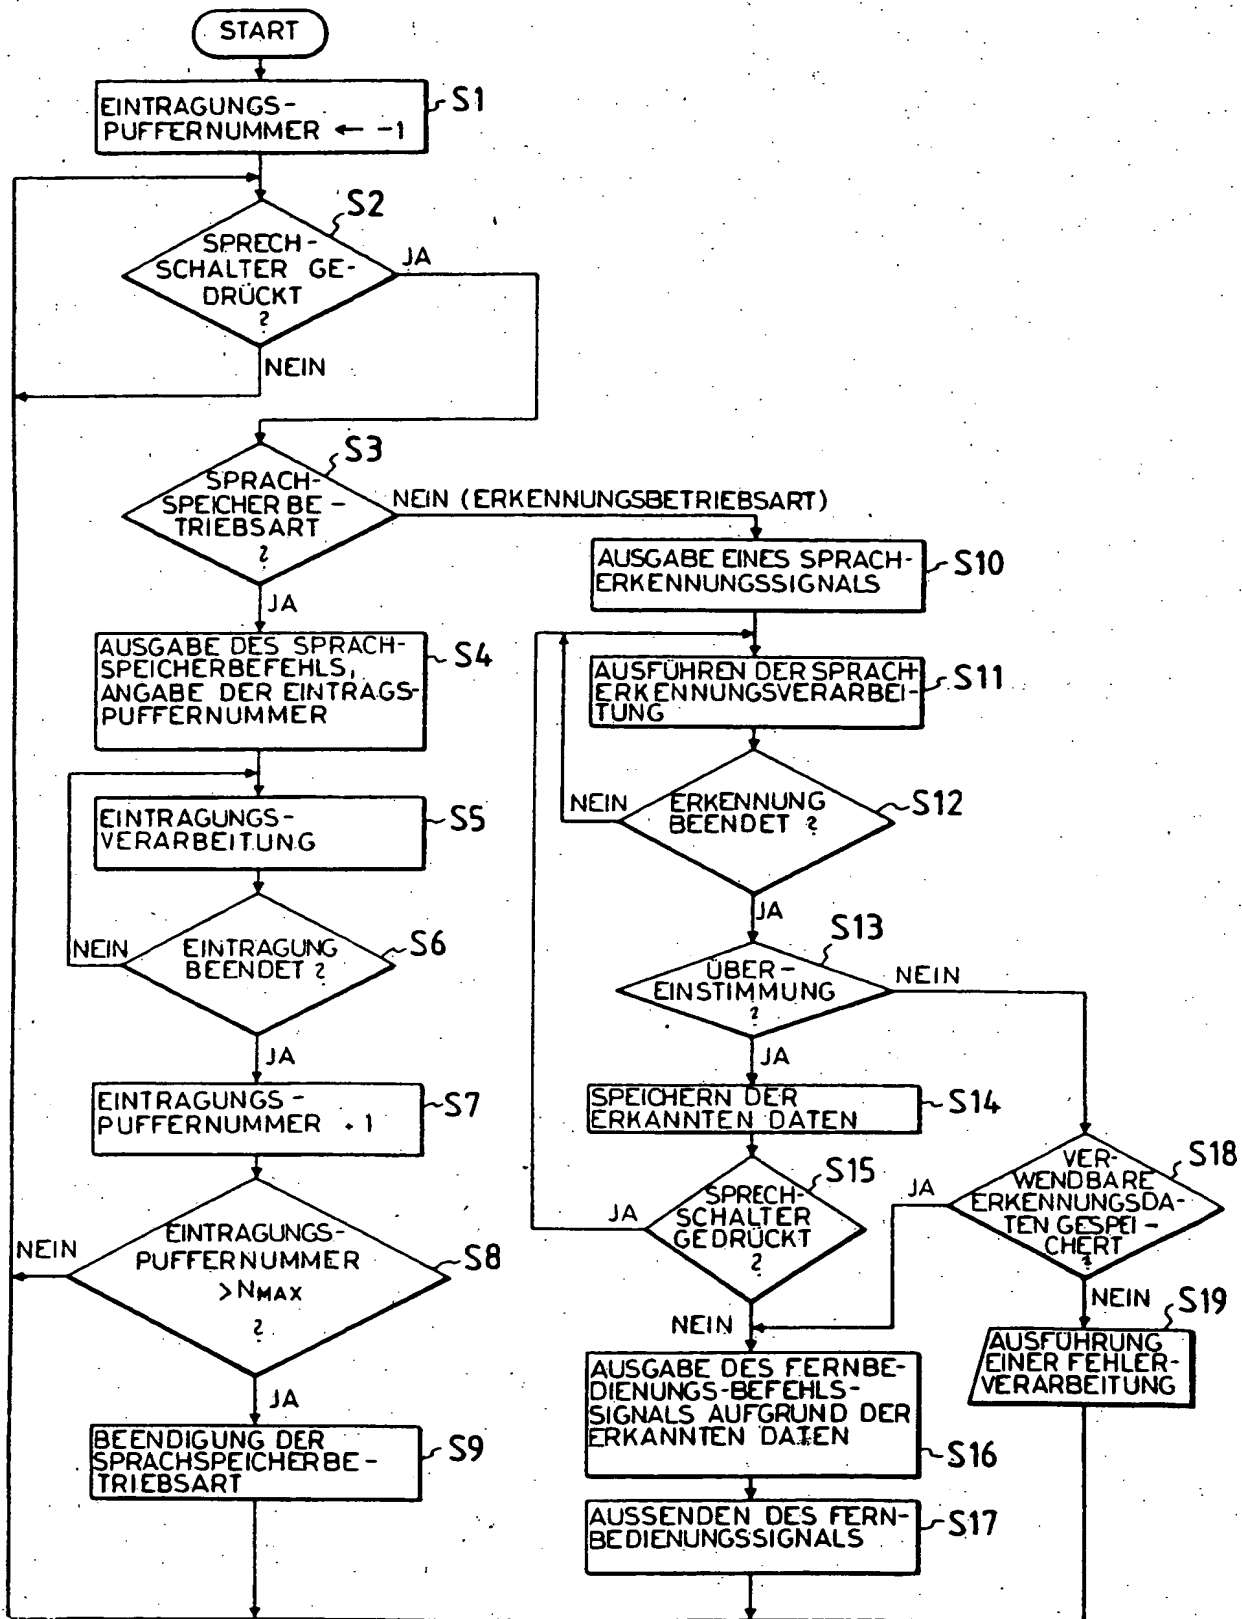 START
EINTRAGUNGS-
PUFFERNUMMER ← -1
S1
S2
SPRECH-
SCHALTER GE-
DRÜCKT
?
JA
NEIN
S3
SPRACH-
SPEICHERBE-
TRIEBSART
?
NEIN (ERKENNUNGSBETRIEBSART)
JA
AUSGABE DES SPRACH-
SPEICHERBEFEHLS,
ANGABE DER EINTRAGS-
PUFFERNUMMER
S4
EINTRAGUNGS-
VERARBEITUNG
S5
NEIN
EINTRAGUNG
BEENDET ?
S6
JA
EINTRAGUNGS-
PUFFERNUMMER + 1
S7
NEIN
EINTRAGUNGS-
PUFFERNUMMER
>NMAX
?
S8
JA
BEENDIGUNG DER
SPRACHSPEICHERBE-
TRIEBSART
S9
AUSGABE EINES SPRACH-
ERKENNUNGSSIGNALS
S10
AUSFÜHREN DER SPRACH-
ERKENNUNGSVERARBEI-
TUNG
S11
NEIN
ERKENNUNG
BEENDET ?
S12
JA
S13
ÜBER-
EINSTIMMUNG
?
NEIN
JA
SPEICHERN DER
ERKANNTEN DATEN
S14
S15
JA
SPRECH-
SCHALTER
GEDRÜCKT
?
NEIN
S18
JA
VER-
WENDBARE
ERKENNUNGSDA-
TEN GESPEI-
CHERT
?
NEIN
S19
AUSFÜHRUNG
EINER FEHLER-
VERARBEITUNG
AUSGABE DES FERNBE-
DIENUNGS-BEFEHLS-
SIGNALS AUFGRUND DER
ERKANNTEN DATEN
S16
AUSSENDEN DES FERN-
BEDIENUNGSSIGNALS
S17